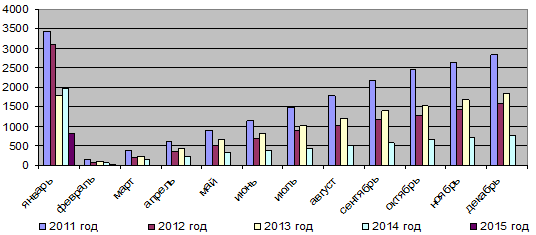 4000
3500
3000
2500
2000
1500
1000
500
0
январь
февраль
март
апрель
май
июнь
июль
август
сентябрь
октябрь
ноябрь
декабрь
2011 год
2012 год
2013 год
2014 год
2015 год